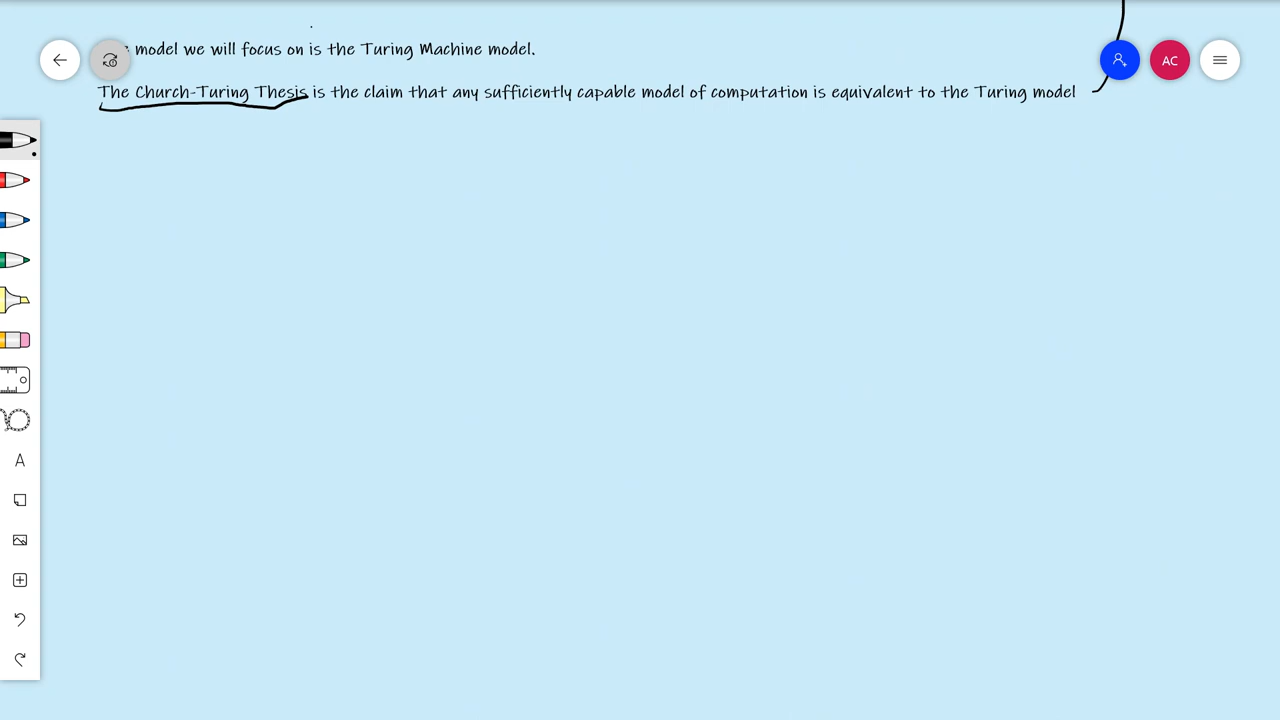 model we will focus on is the Turing Machine model.
The Church-Turing Thesis is the claim that any sufficiently capable model of computation is equivalent to the Turing model
AC
A